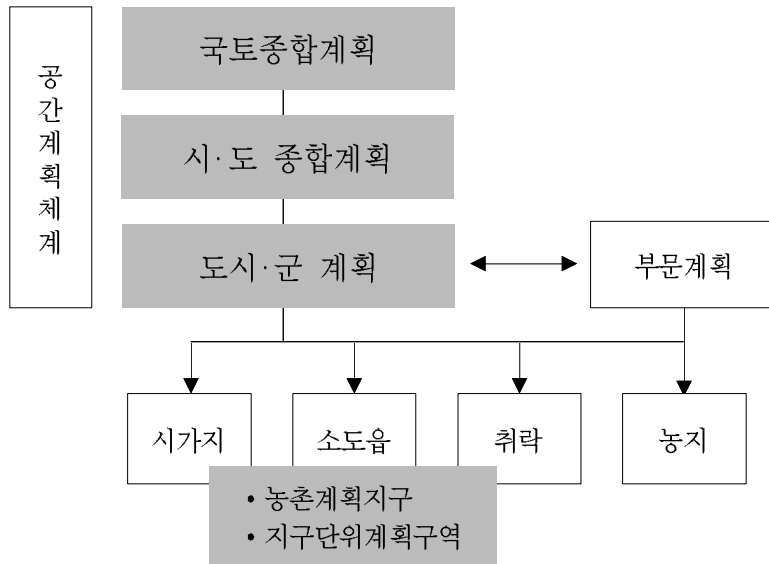 공간계획체계
국토종합계획
시·도 종합계획
도시·군 계획
부문계획
시가지
소도읍
취락
농지
• 농촌계획지구
• 지구단위계획구역